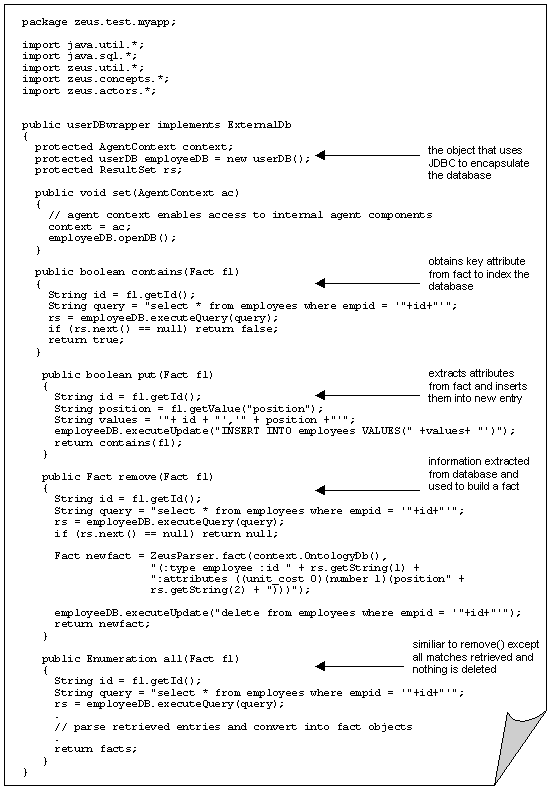 package zeus.test.myapp;
import java.util.*;
import java.sql.*;
import zeus.util.*;
import zeus.concepts.*;
import zeus.actors.*;
public userDBwrapper implements ExternalDb
{
protected AgentContext context;
protected userDB employeeDB = new userDB();
protected ResultSet rs;
the object that uses
JDBC to encapsulate
the database
public void set(AgentContext ac)
{
// agent context enables access to internal agent components
context = ac;
employeeDB.openDB();
}
public boolean contains(Fact f1)
{
String id = f1.getId();
String query = "select * from employees where empid = '"+id+"'";
rs = employeeDB.executeQuery(query);
if (rs.next() == null) return false;
return true;
}
obtains key attribute
from fact to index the
database
public boolean put(Fact f1)
{
String id = f1.getId();
String position = f1.getValue("position");
String values = '"+ id + "','" + position +"'";
employeeDB.executeUpdate("INSERT INTO employees VALUES(" +values+ "')");
return contains(f1);
}
extracts attributes
from fact and inserts
them into new entry
public Fact remove(Fact f1)
{
String id = f1.getId();
String query = "select * from employees where empid = '"+id+"'";
rs = employeeDB.executeQuery(query);
if (rs.next() == null) return null;
information extracted
from database and
used to build a fact
Fact newfact = ZeusParser.fact(context.OntologyDb(),
"(:type employee :id " + rs.getString(1) +
":attributes ((unit_cost 0)(number 1)(position" +
rs.getString(2) + ")))");
employeeDB.executeUpdate("delete from employees where empid = '"+id+"'");
return newfact;
}
public Enumeration all(Fact f1)
{
String id = f1.getId();
String query = "select * from employees where empid = '"+id+"'";
rs = employeeDB.executeQuery(query);
.
// parse retrieved entries and convert into fact objects
.
return facts;
}
}
similiar to remove() except
all matches retrieved and
nothing is deleted